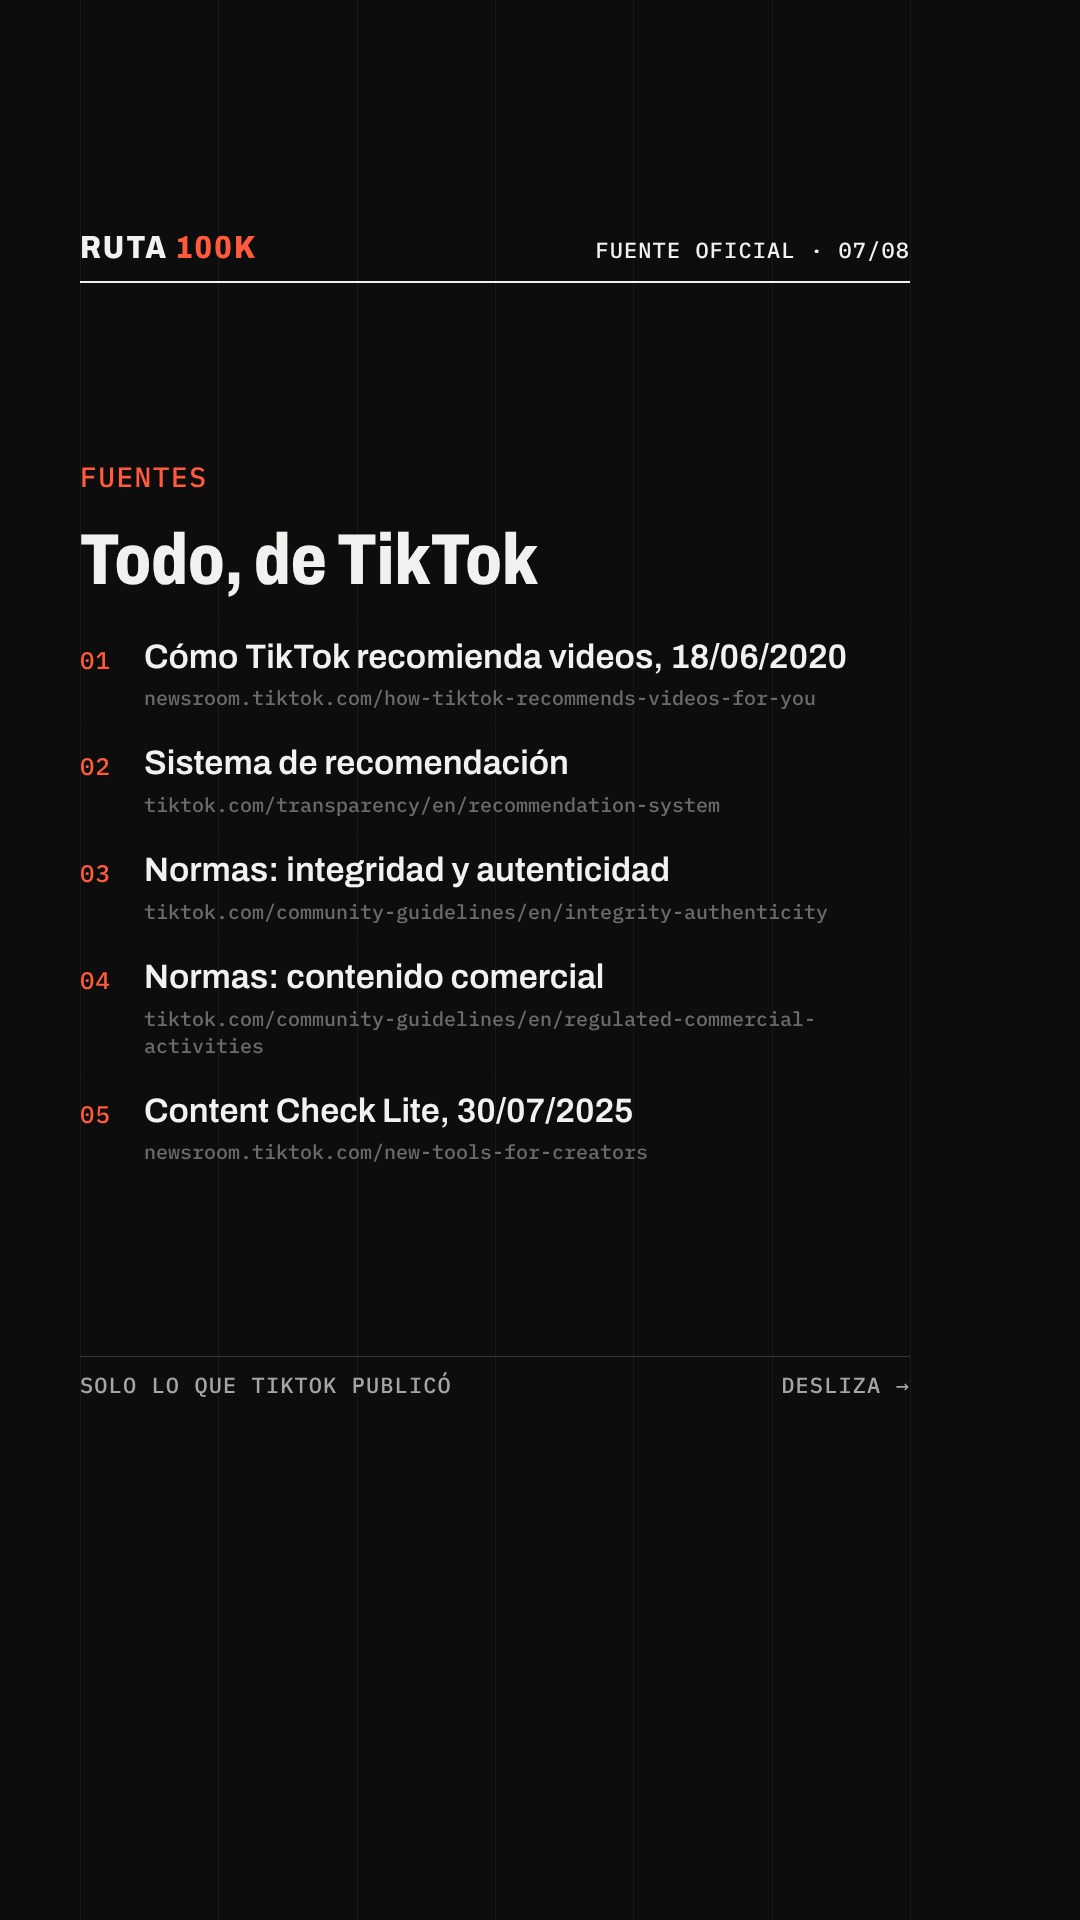 RUTA 100K
FUENTE OFICIAL · 07/08
FUENTES
Todo, de TikTok
01 Cómo TikTok recomienda videos, 18/06/2020
newsroom.tiktok.com/how-tiktok-recommends-videos-for-you
02 Sistema de recomendación
tiktok.com/transparency/en/recommendation-system
03 Normas: integridad y autenticidad
tiktok.com/community-guidelines/en/integrity-authenticity
04 Normas: contenido comercial
tiktok.com/community-guidelines/en/regulated-commercial-
activities
05 Content Check Lite, 30/07/2025
newsroom.tiktok.com/new-tools-for-creators
SOLO LO QUE TIKTOK PUBLICÓ
DESLIZA →